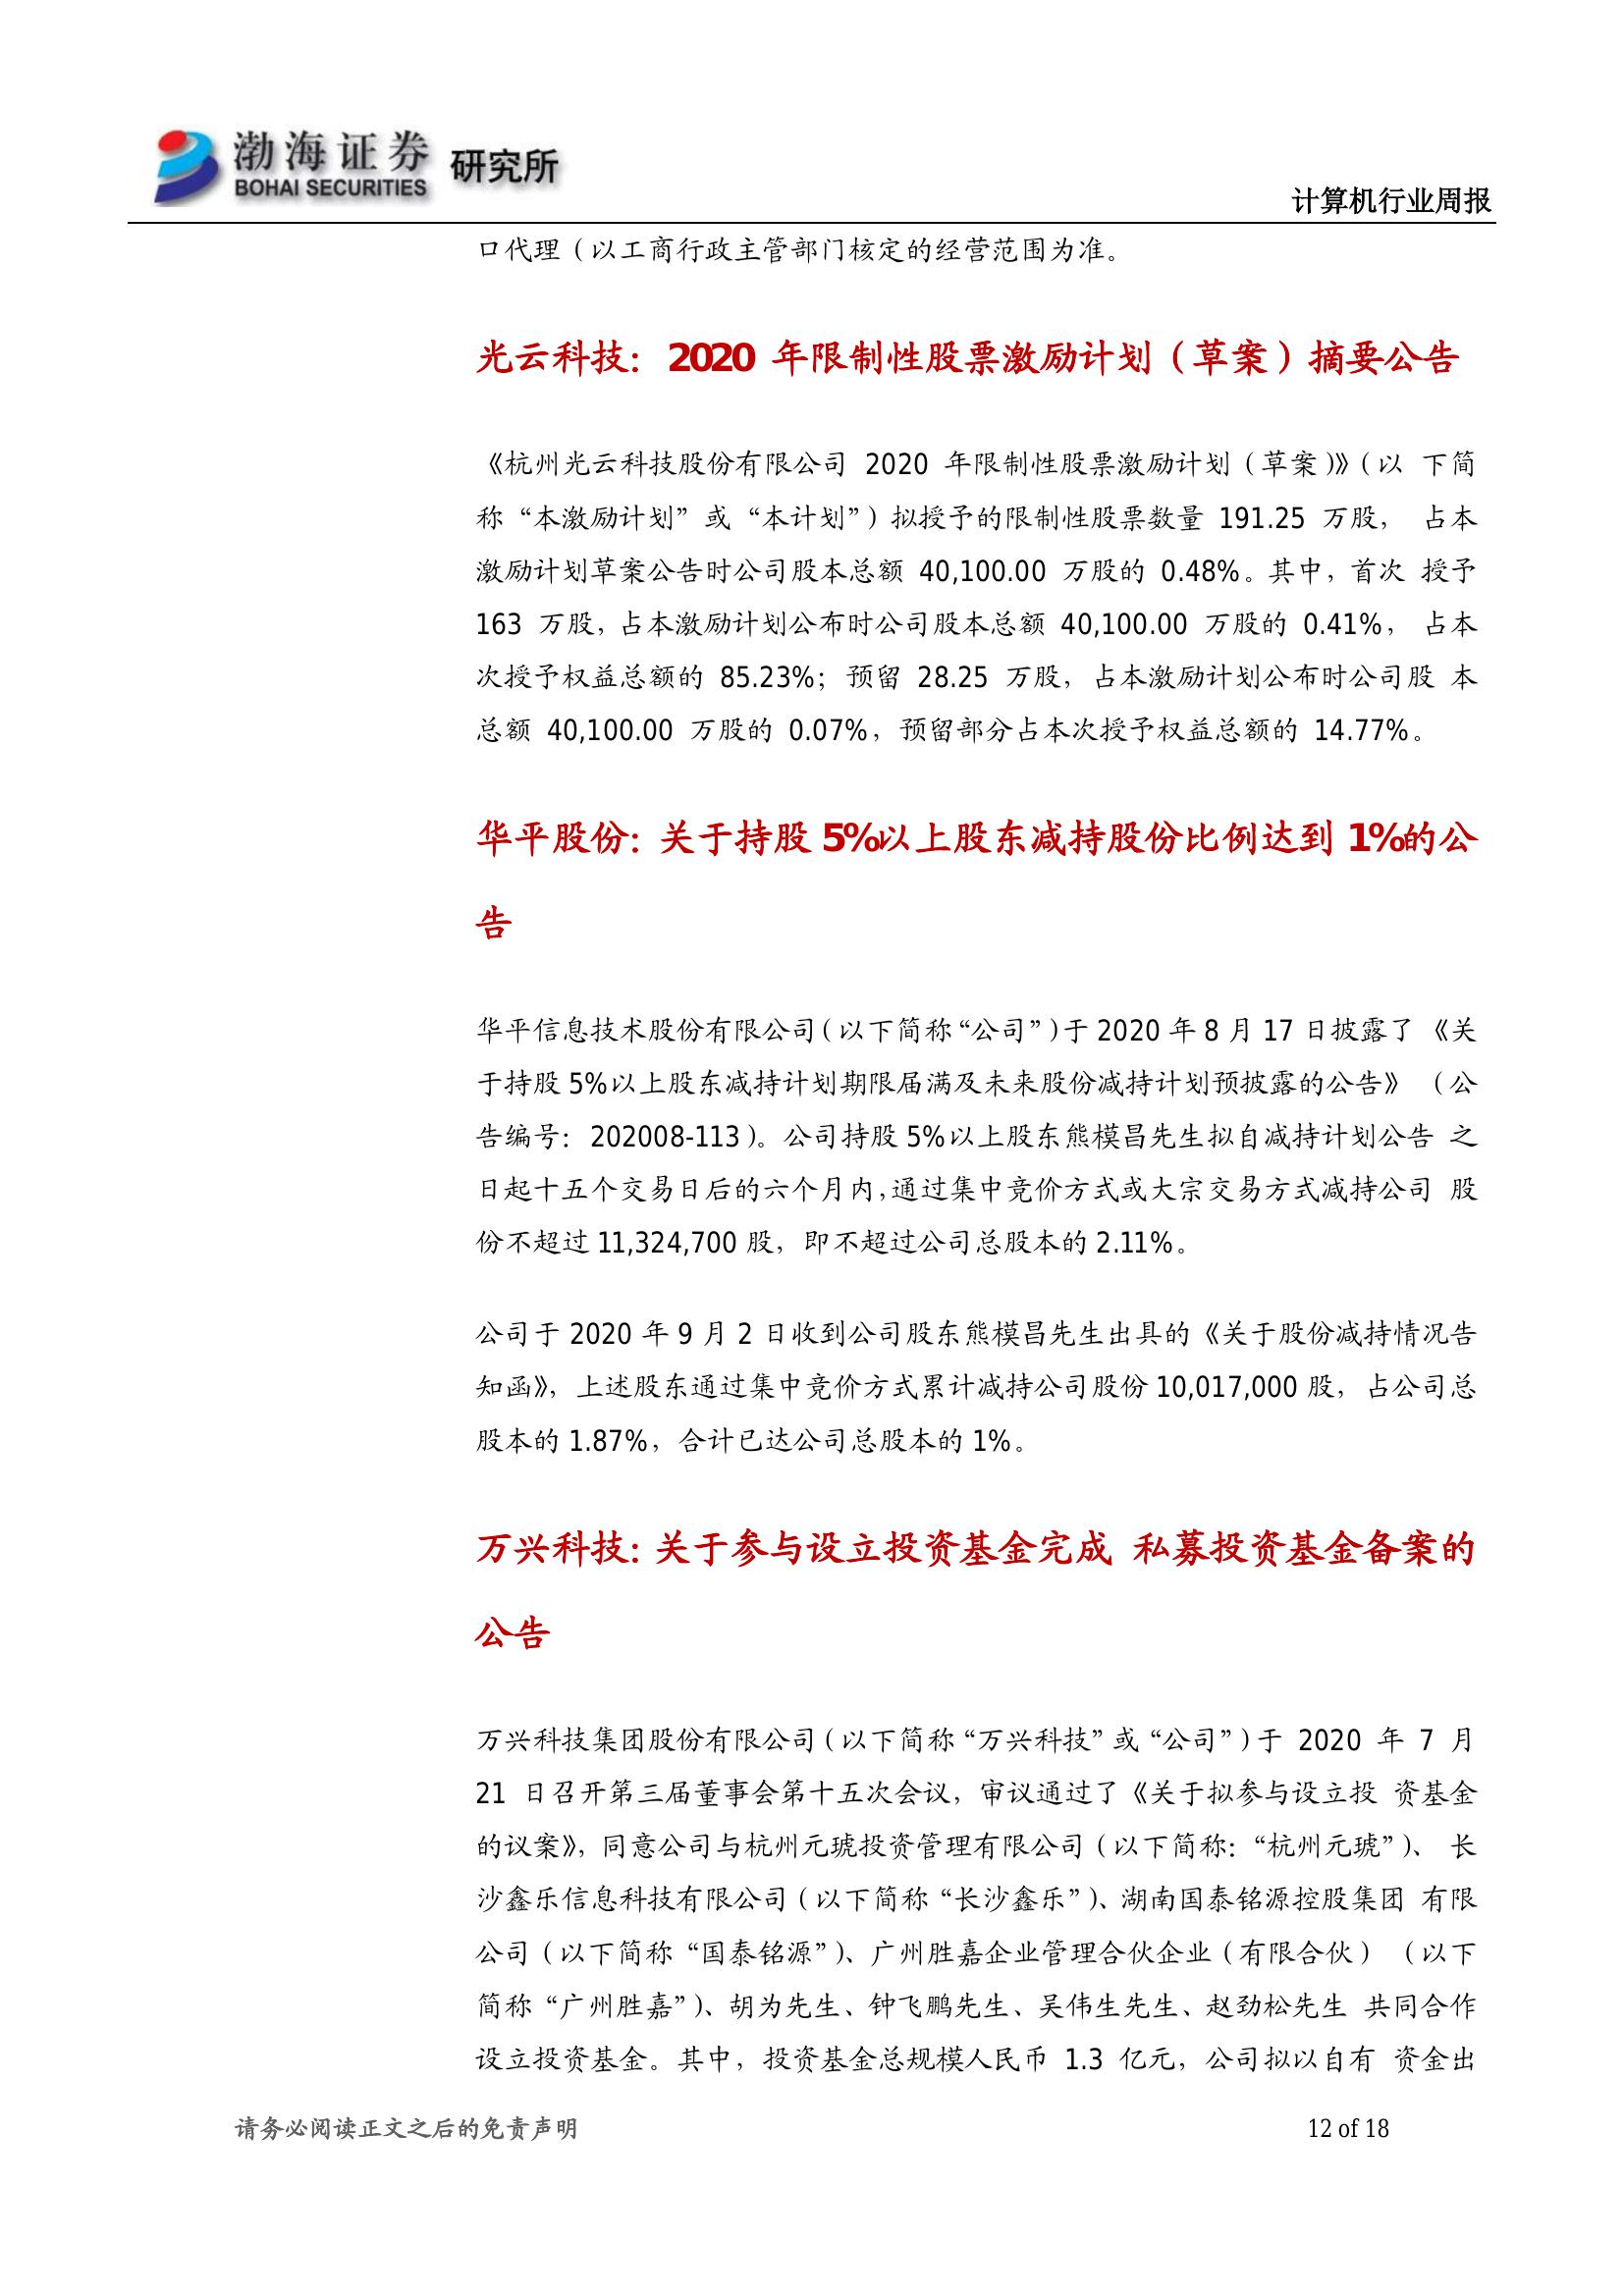 渤海证券 研究所
BOHAI SECURITIES
计算机行业周报
口代理（以工商行政主管部门核定的经营范围为准。
光云科技：2020 年限制性股票激励计划（草案）摘要公告
《杭州光云科技股份有限公司 2020 年限制性股票激励计划（草案）》（以 下简
称“本激励计划”或“本计划”）拟授予的限制性股票数量 191.25 万股， 占本
激励计划草案公告时公司股本总额 40,100.00 万股的 0.48%。其中，首次 授予
163 万股，占本激励计划公布时公司股本总额 40,100.00 万股的 0.41%， 占本
次授予权益总额的 85.23%；预留 28.25 万股，占本激励计划公布时公司股 本
总额 40,100.00 万股的 0.07%，预留部分占本次授予权益总额的 14.77%。
华平股份：关于持股 5%以上股东减持股份比例达到 1%的公
告
华平信息技术股份有限公司（以下简称“公司”）于 2020 年 8 月 17 日披露了《关
于持股 5%以上股东减持计划期限届满及未来股份减持计划预披露的公告》 （公
告编号：202008-113）。公司持股 5%以上股东熊模昌先生拟自减持计划公告 之
日起十五个交易日后的六个月内，通过集中竞价方式或大宗交易方式减持公司 股
份不超过 11,324,700 股，即不超过公司总股本的 2.11%。
公司于 2020 年 9 月 2 日收到公司股东熊模昌先生出具的《关于股份减持情况告
知函》，上述股东通过集中竞价方式累计减持公司股份 10,017,000 股，占公司总
股本的 1.87%，合计已达公司总股本的 1%。
万兴科技：关于参与设立投资基金完成 私募投资基金备案的
公告
万兴科技集团股份有限公司（以下简称“万兴科技”或“公司”）于 2020 年 7 月
21 日召开第三届董事会第十五次会议，审议通过了《关于拟参与设立投 资基金
的议案》，同意公司与杭州元琥投资管理有限公司（以下简称：“杭州元琥”）、 长
沙鑫乐信息科技有限公司（以下简称“长沙鑫乐”）、湖南国泰铭源控股集团 有限
公司（以下简称“国泰铭源”）、广州胜嘉企业管理合伙企业（有限合伙） （以下
简称“广州胜嘉”）、胡为先生、钟飞鹏先生、吴伟生先生、赵劲松先生 共同合作
设立投资基金。其中，投资基金总规模人民币 1.3 亿元，公司拟以自有 资金出
请务必阅读正文之后的免责声明
12 of 18